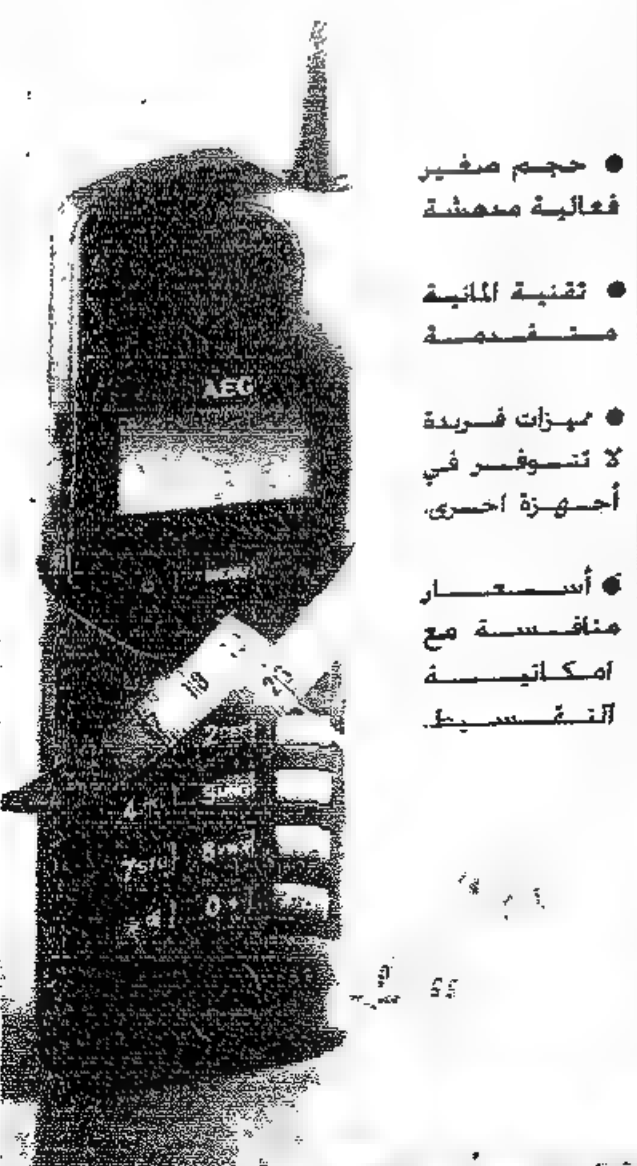 ● حجم صغير
فعالية مدهشة
● تقنية المانية
متقدمة
● ميزات فريدة
لا تتوفر في
أجهزة اخرى.
● أسعار
منافسة مع
امكانية
التقسيط.
AEG
18